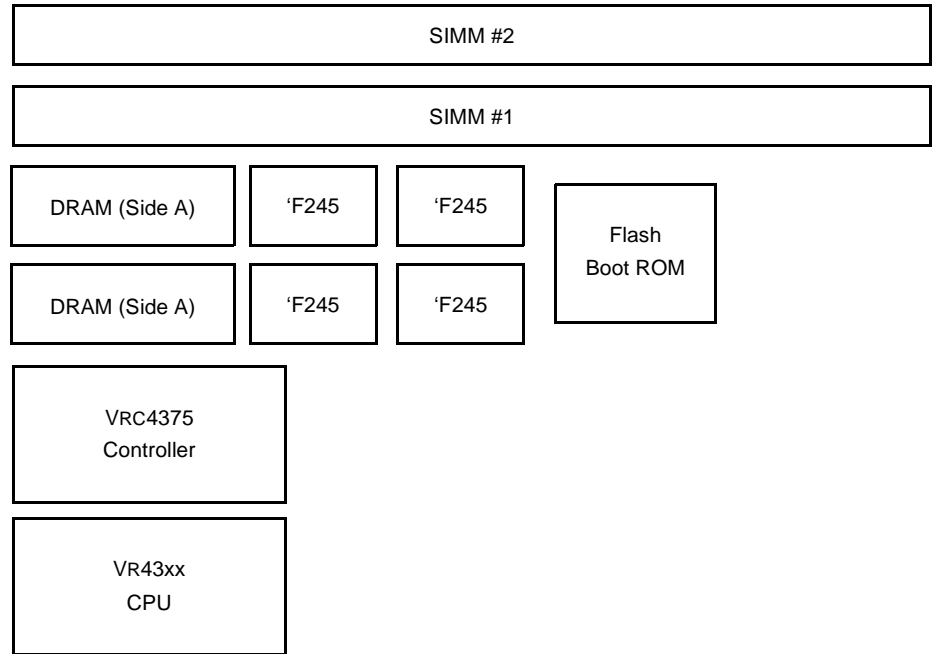 SIMM #2
SIMM #1
DRAM (Side A)
‘F245
‘F245
Flash
Boot ROM
DRAM (Side A)
‘F245
‘F245
VRC4375
Controller
VR43xx
CPU